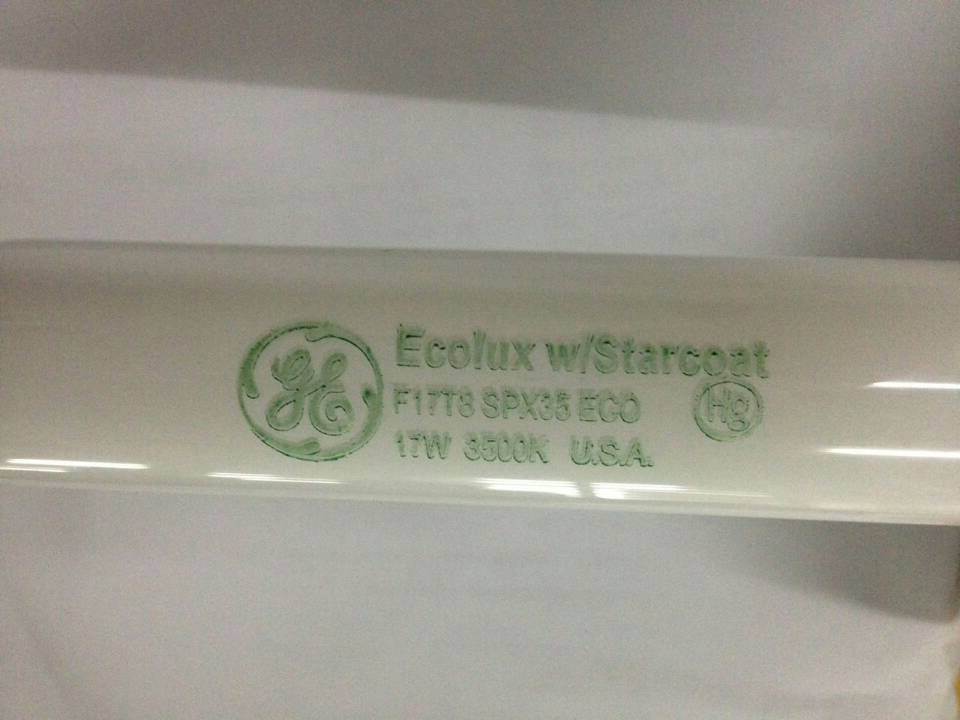 GE
Ecolux w/Starcoat
F17T8 SPX35 ECO
Hg
17W 3500K U.S.A.